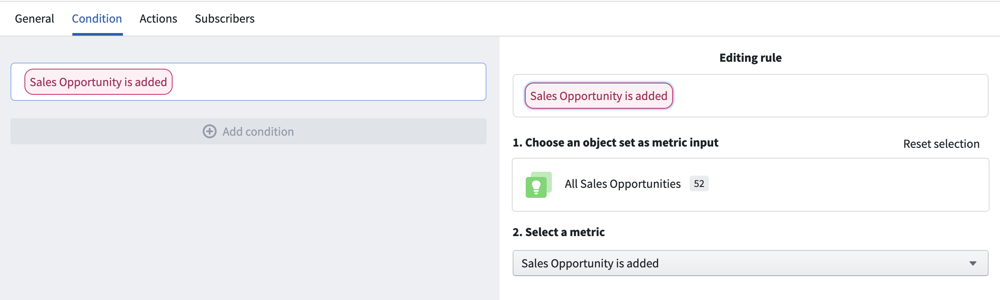 General Condition Actions Subscribers
Sales Opportunity is added
Add condition
Editing rule
Sales Opportunity is added
1. Choose an object set as metric input
Reset selection
All Sales Opportunities 52
2. Select a metric
Sales Opportunity is added